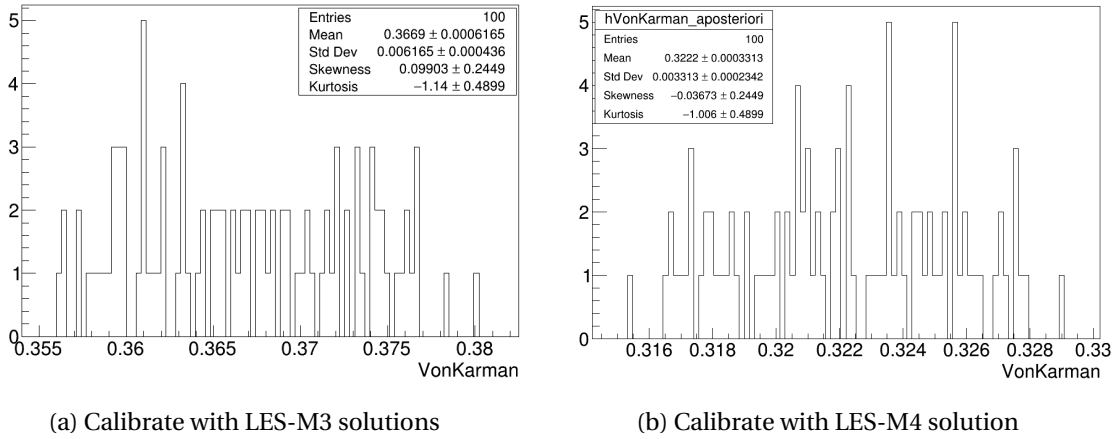 5
4
3
2
1
0
0.355 0.36 0.365 0.37 0.375 0.38
VonKarman
Entries 100
Mean 0.3669 ± 0.0006165
Std Dev 0.006165 ± 0.000436
Skewness 0.09903 ± 0.2449
Kurtosis −1.14 ± 0.4899
(a) Calibrate with LES-M3 solutions
5
4
3
2
1
0
0.316 0.318 0.32 0.322 0.324 0.326 0.328 0.33
VonKarman
hVonKarman_aposteriori
Entries 100
Mean 0.3222 ± 0.0003313
Std Dev 0.003313 ± 0.0002342
Skewness −0.03673 ± 0.2449
Kurtosis −1.006 ± 0.4899
(b) Calibrate with LES-M4 solution